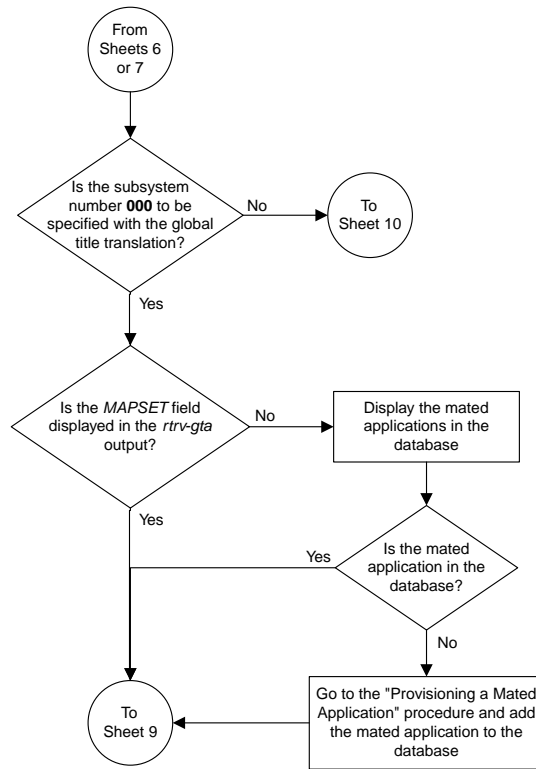 From
Sheets 6
or 7
Is the subsystem
number 000 to be
specified with the global
title translation?
No
To
Sheet 10
Yes
Is the MAPSET field
displayed in the rtrv-gta
output?
No
Display the mated
applications in the
database
Yes
Yes
Is the mated
application in the
database?
No
To
Sheet 9
Go to the "Provisioning a Mated
Application" procedure and add
the mated application to the
database